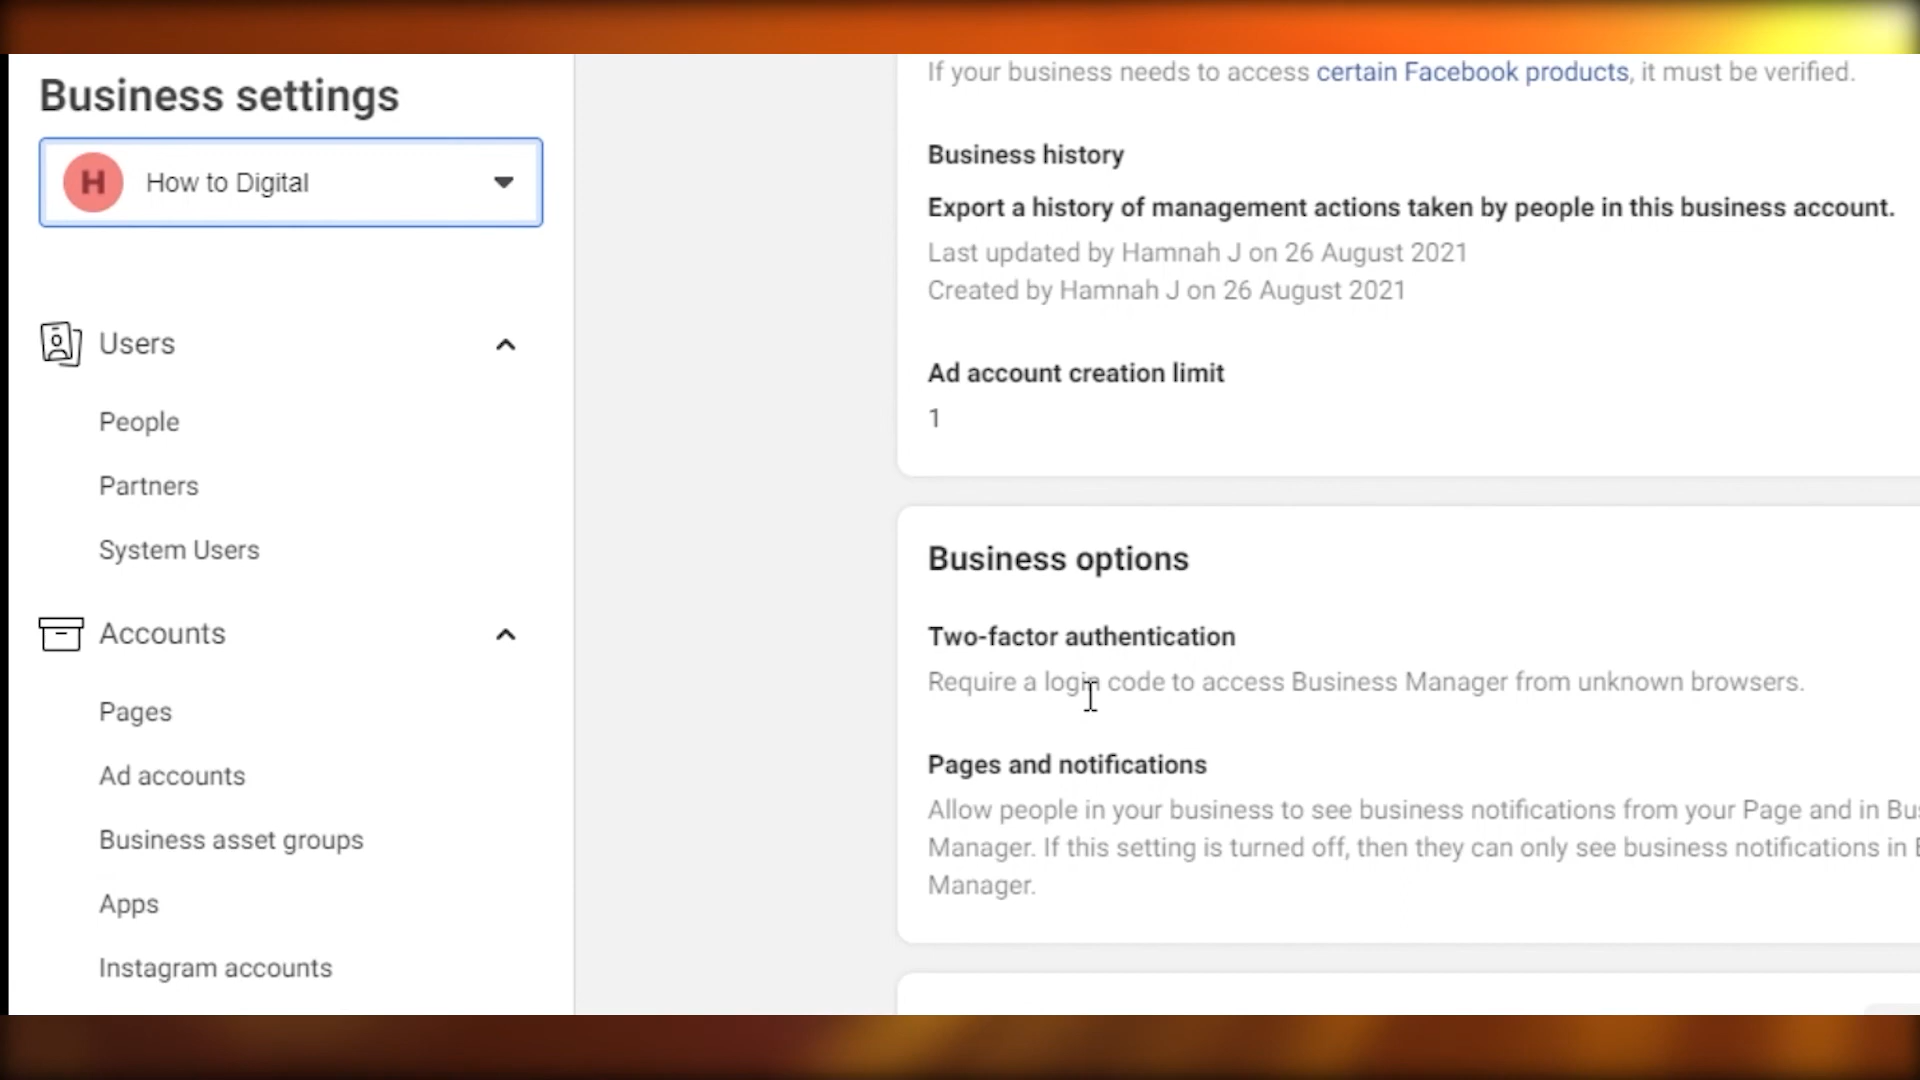 Business settings
H
How to Digital
Users
People
Partners
System Users
Accounts
Pages
Ad accounts
Business asset groups
Apps
Instagram accounts
If your business needs to access certain Facebook products, it must be verified.
Business history
Export a history of management actions taken by people in this business account.
Last updated by Hamnah J on 26 August 2021
Created by Hamnah J on 26 August 2021
Ad account creation limit
1
Business options
Two-factor authentication
Require a login code to access Business Manager from unknown browsers.
Pages and notifications
Allow people in your business to see business notifications from your Page and in
Manager. If this setting is turned off, then they can only see business notifications in
Manager.